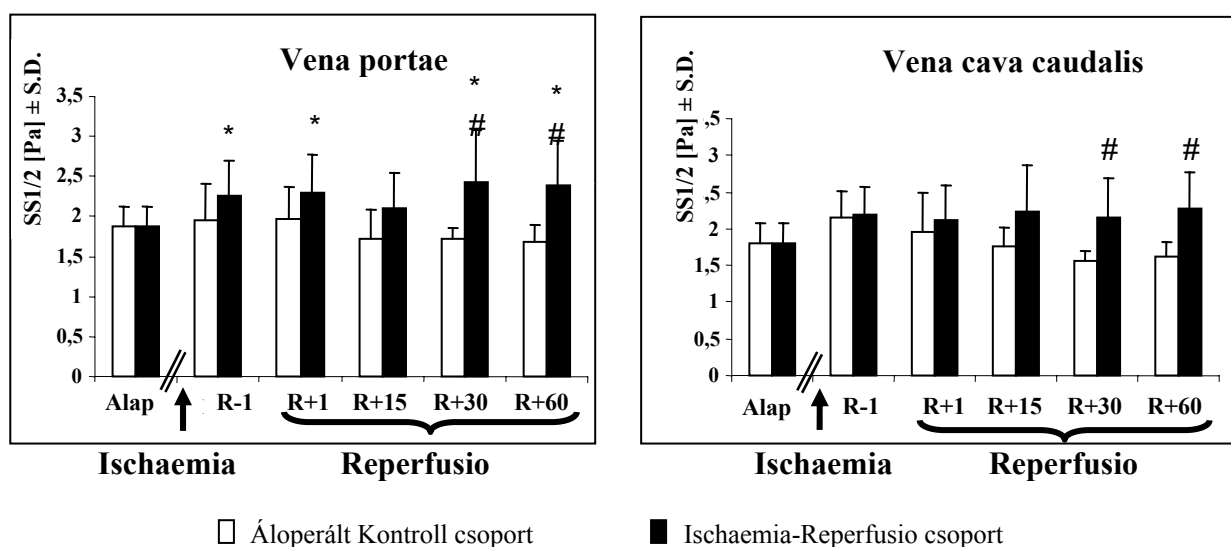 Vena portae
SS1/2 [Pa] ± S.D.
3,5
3
2,5
2
1,5
1
0,5
0
* * * *
# #
Alap R-1 R+1 R+15 R+30 R+60
Ischaemia Reperfusio
Vena cava caudalis
SS1/2 [Pa] ± S.D.
,5
3
2,5
2
1,5
1
0,5
0
# #
Alap R-1 R+1 R+15 R+30 R+60
Ischaemia Reperfusio
Áloperált Kontroll csoport
Ischaemia-Reperfusio csoport